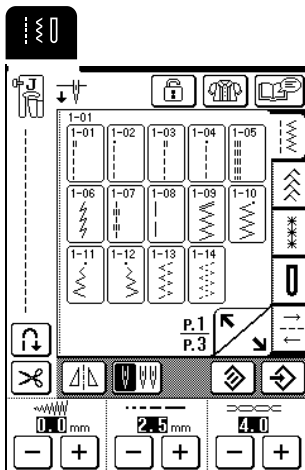 J
1-01
1-01 1-02 1-03 1-04 1-05
1-06 1-07 1-08 1-09 1-10
1-11 1-12 1-13 1-14
P.1
P.3
0.0 mm 2.5 mm 4.0
− + − + − +